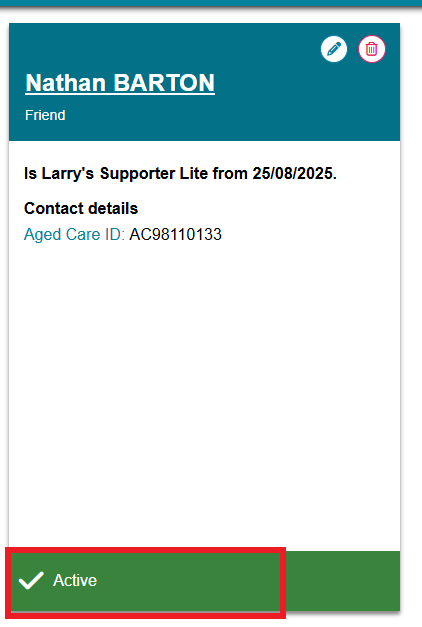 Nathan BARTON
Friend
Is Larry's Supporter Lite from 25/08/2025.
Contact details
Aged Care ID: AC98110133
Active